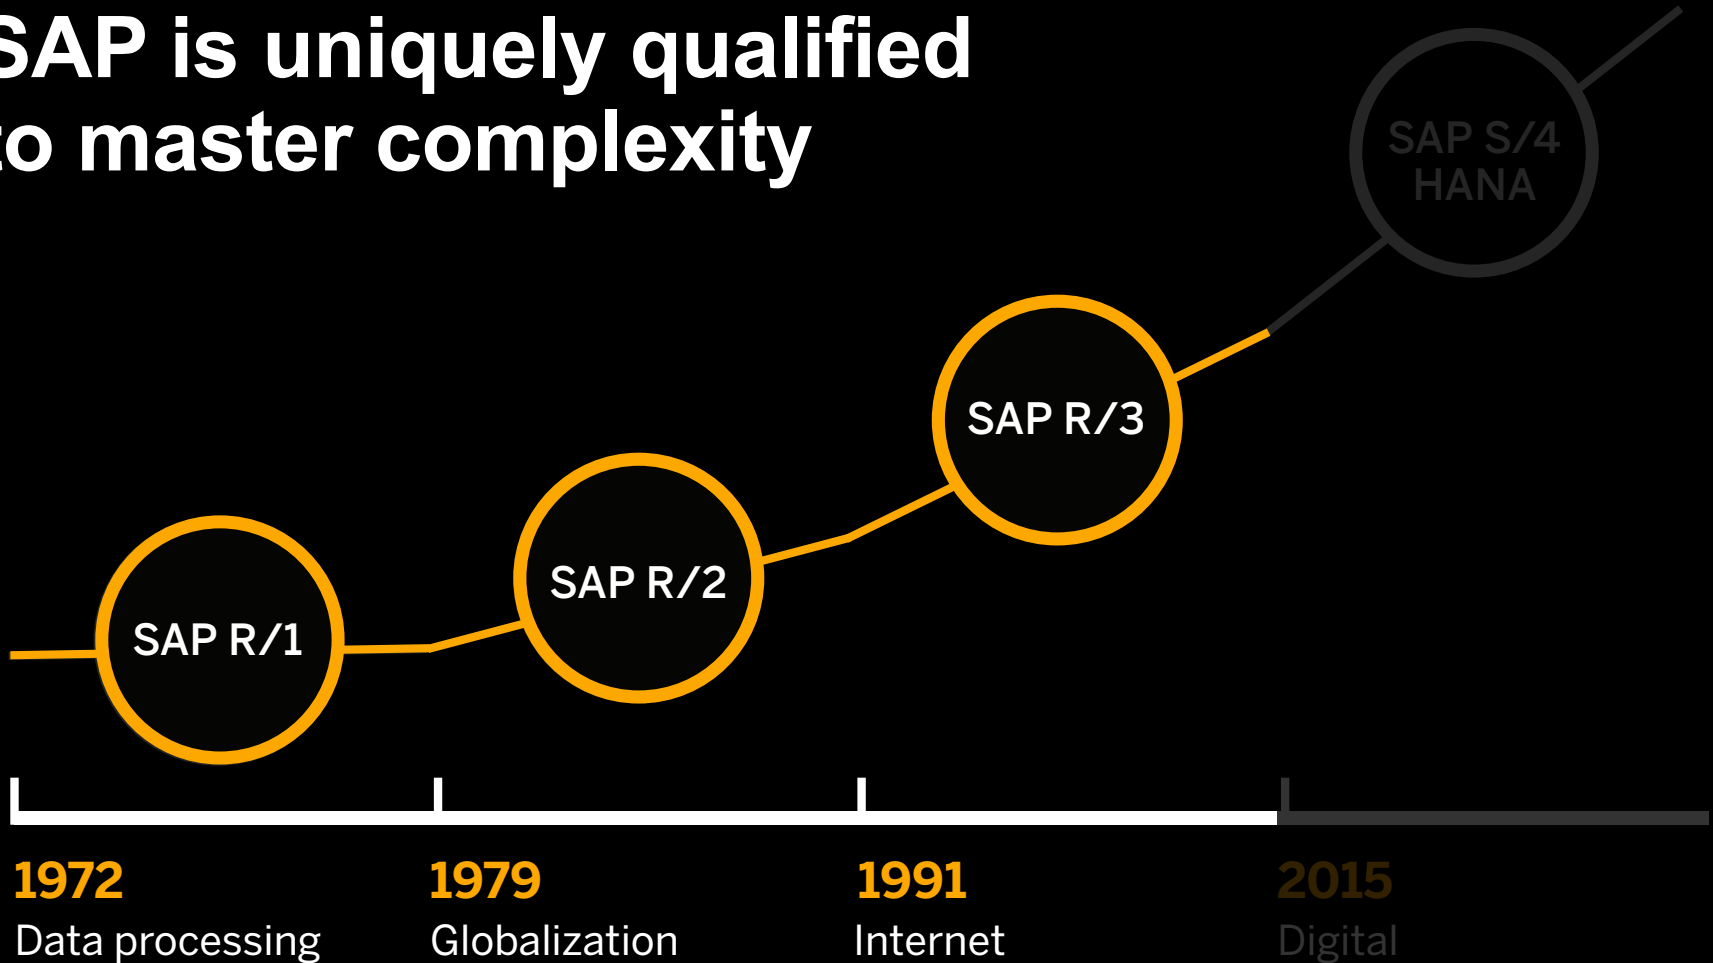 SAP is uniquely qualified
to master complexity
SAP S/4
HANA
SAP R/3
SAP R/2
SAP R/1
1972
Data processing
1979
Globalization
1991
Internet
2015
Digital